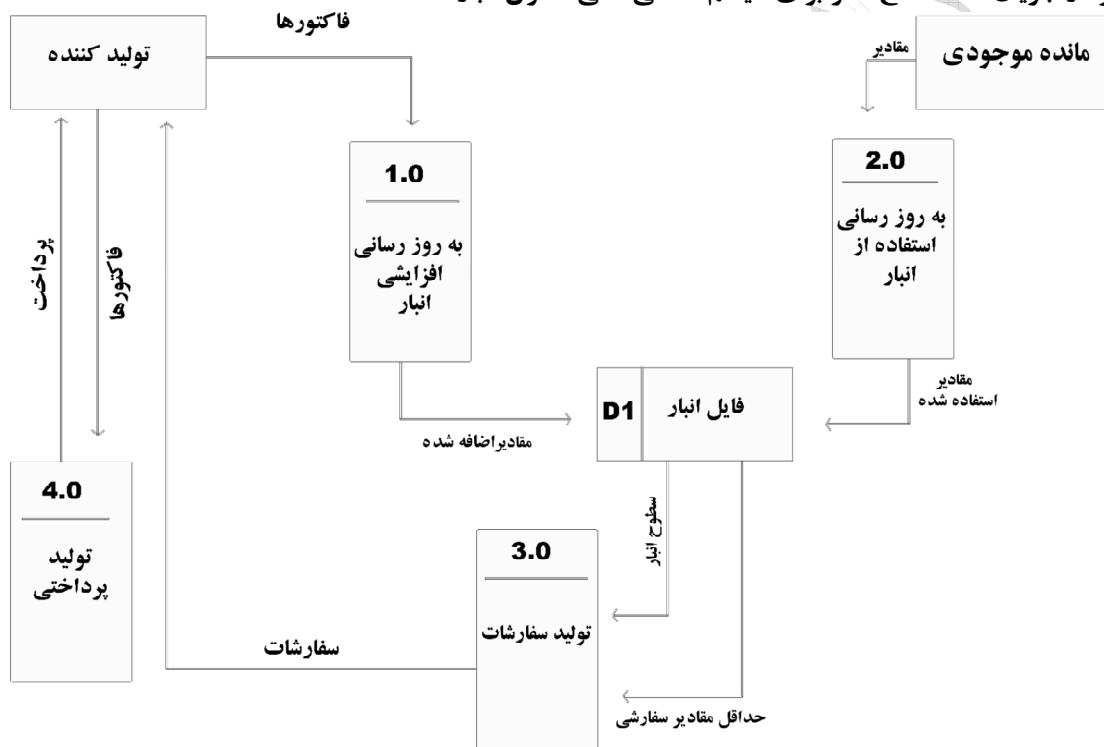 فاکتورها
تولید کننده
مانده موجودی
مقادیر
1.0
به روز رسانی
افزایشی
انبار
2.0
به روز رسانی
استفاده از
انبار
پرداخت
فاکتورها
مقادیر
استفاده شده
D1
فایل انبار
مقادیراضافه شده
4.0
تولید
پرداختی
سطوح انبار
3.0
تولید سفارشات
سفارشات
حداقل مقادیر سفارشی